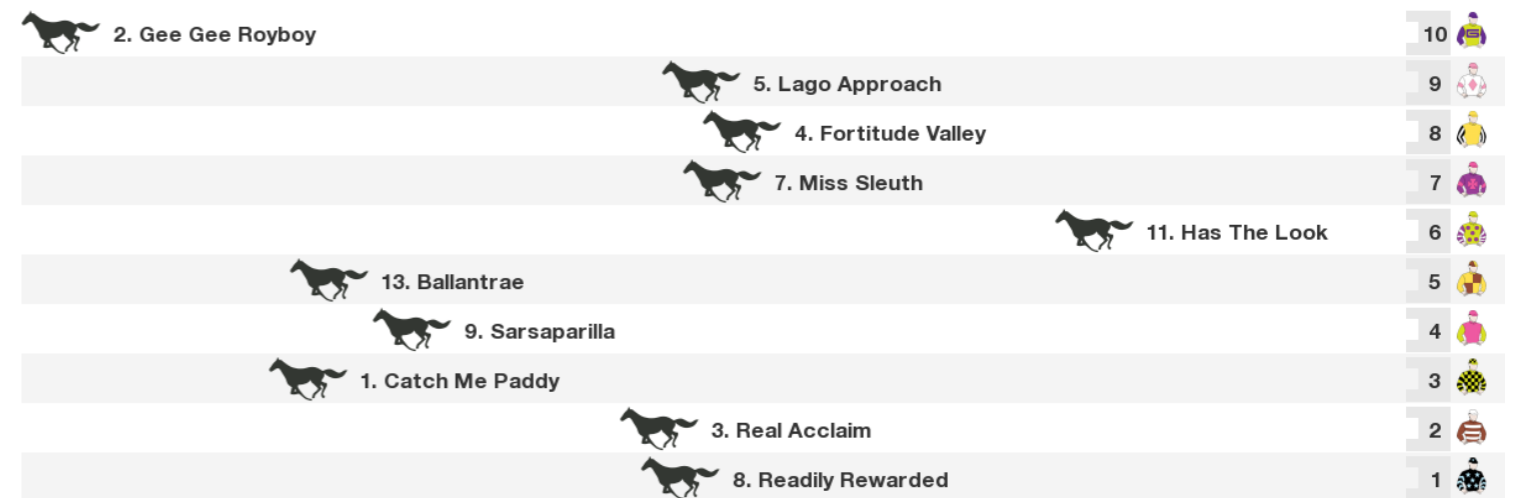 2. Gee Gee Royboy 10
5. Lago Approach 9
4. Fortitude Valley 8
7. Miss Sleuth 7
11. Has The Look 6
13. Ballantrae 5
9. Sarsaparilla 4
1. Catch Me Paddy 3
3. Real Acclaim 2
8. Readily Rewarded 1